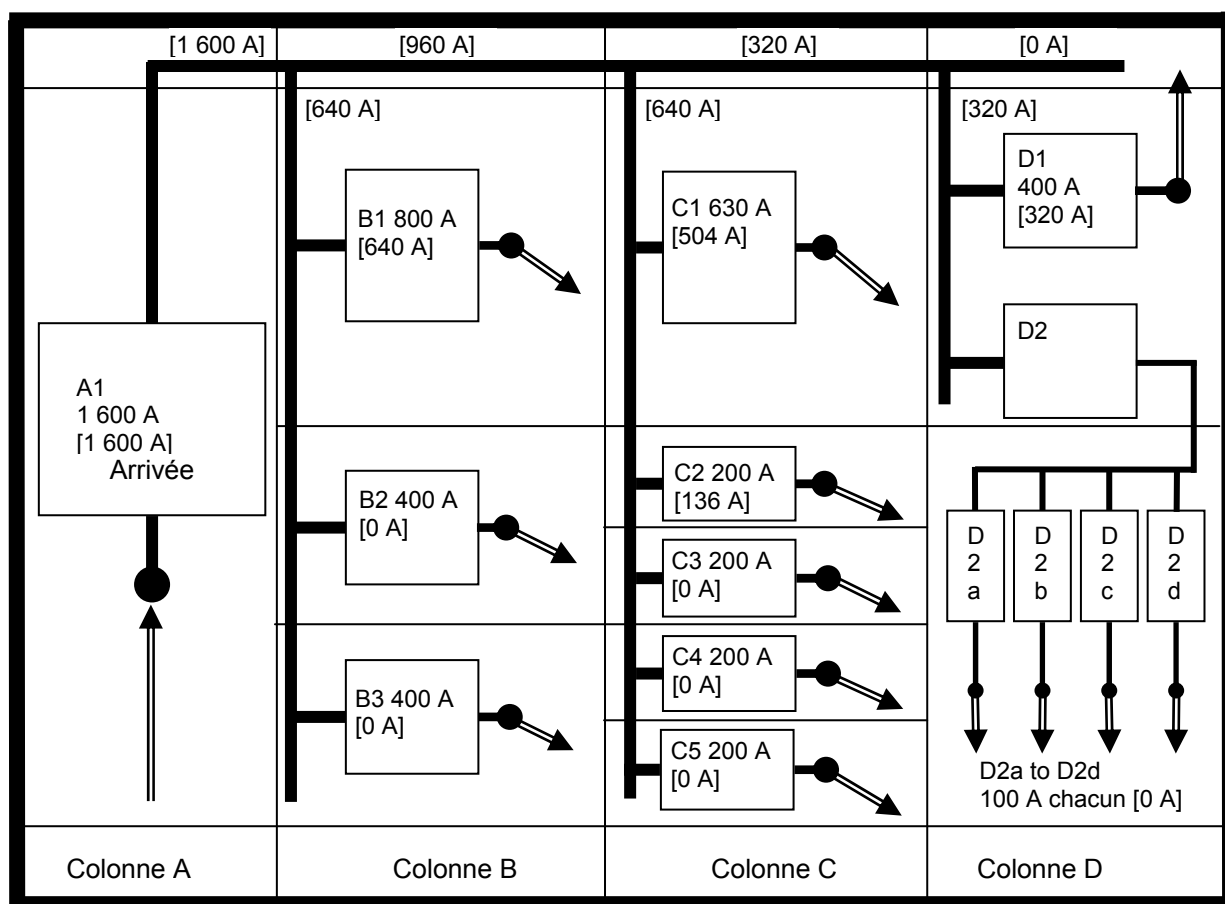 [1 600 A]
[960 A]
[320 A]
[0 A]
[640 A]
[640 A]
[320 A]
A1
1 600 A
[1 600 A]
Arrivée
B1 800 A
[640 A]
B2 400 A
[0 A]
B3 400 A
[0 A]
C1 630 A
[504 A]
C2 200 A
[136 A]
C3 200 A
[0 A]
C4 200 A
[0 A]
C5 200 A
[0 A]
D1
400 A
[320 A]
D2
D
2
a
D
2
b
D
2
c
D
2
d
D2a to D2d
100 A chacun [0 A]
Colonne A
Colonne B
Colonne C
Colonne D